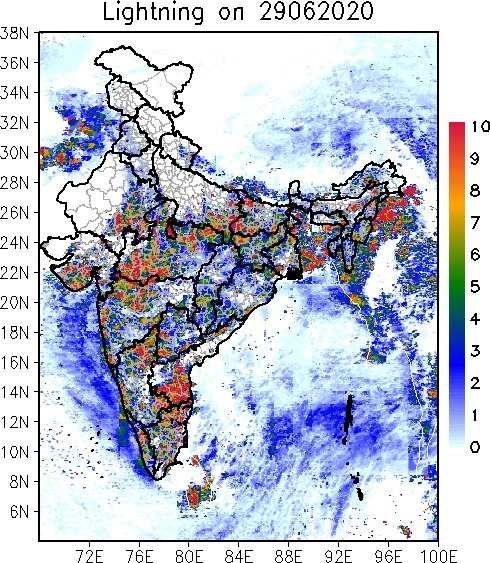 Lightning on 29062020
38N
36N
34N
32N
30N
28N
26N
24N
22N
20N
18N
16N
14N
12N
10N
8N
6N
10
9
8
7
6
5
4
3
2
1
0
72E 76E 80E 84E 88E 92E 96E 100E